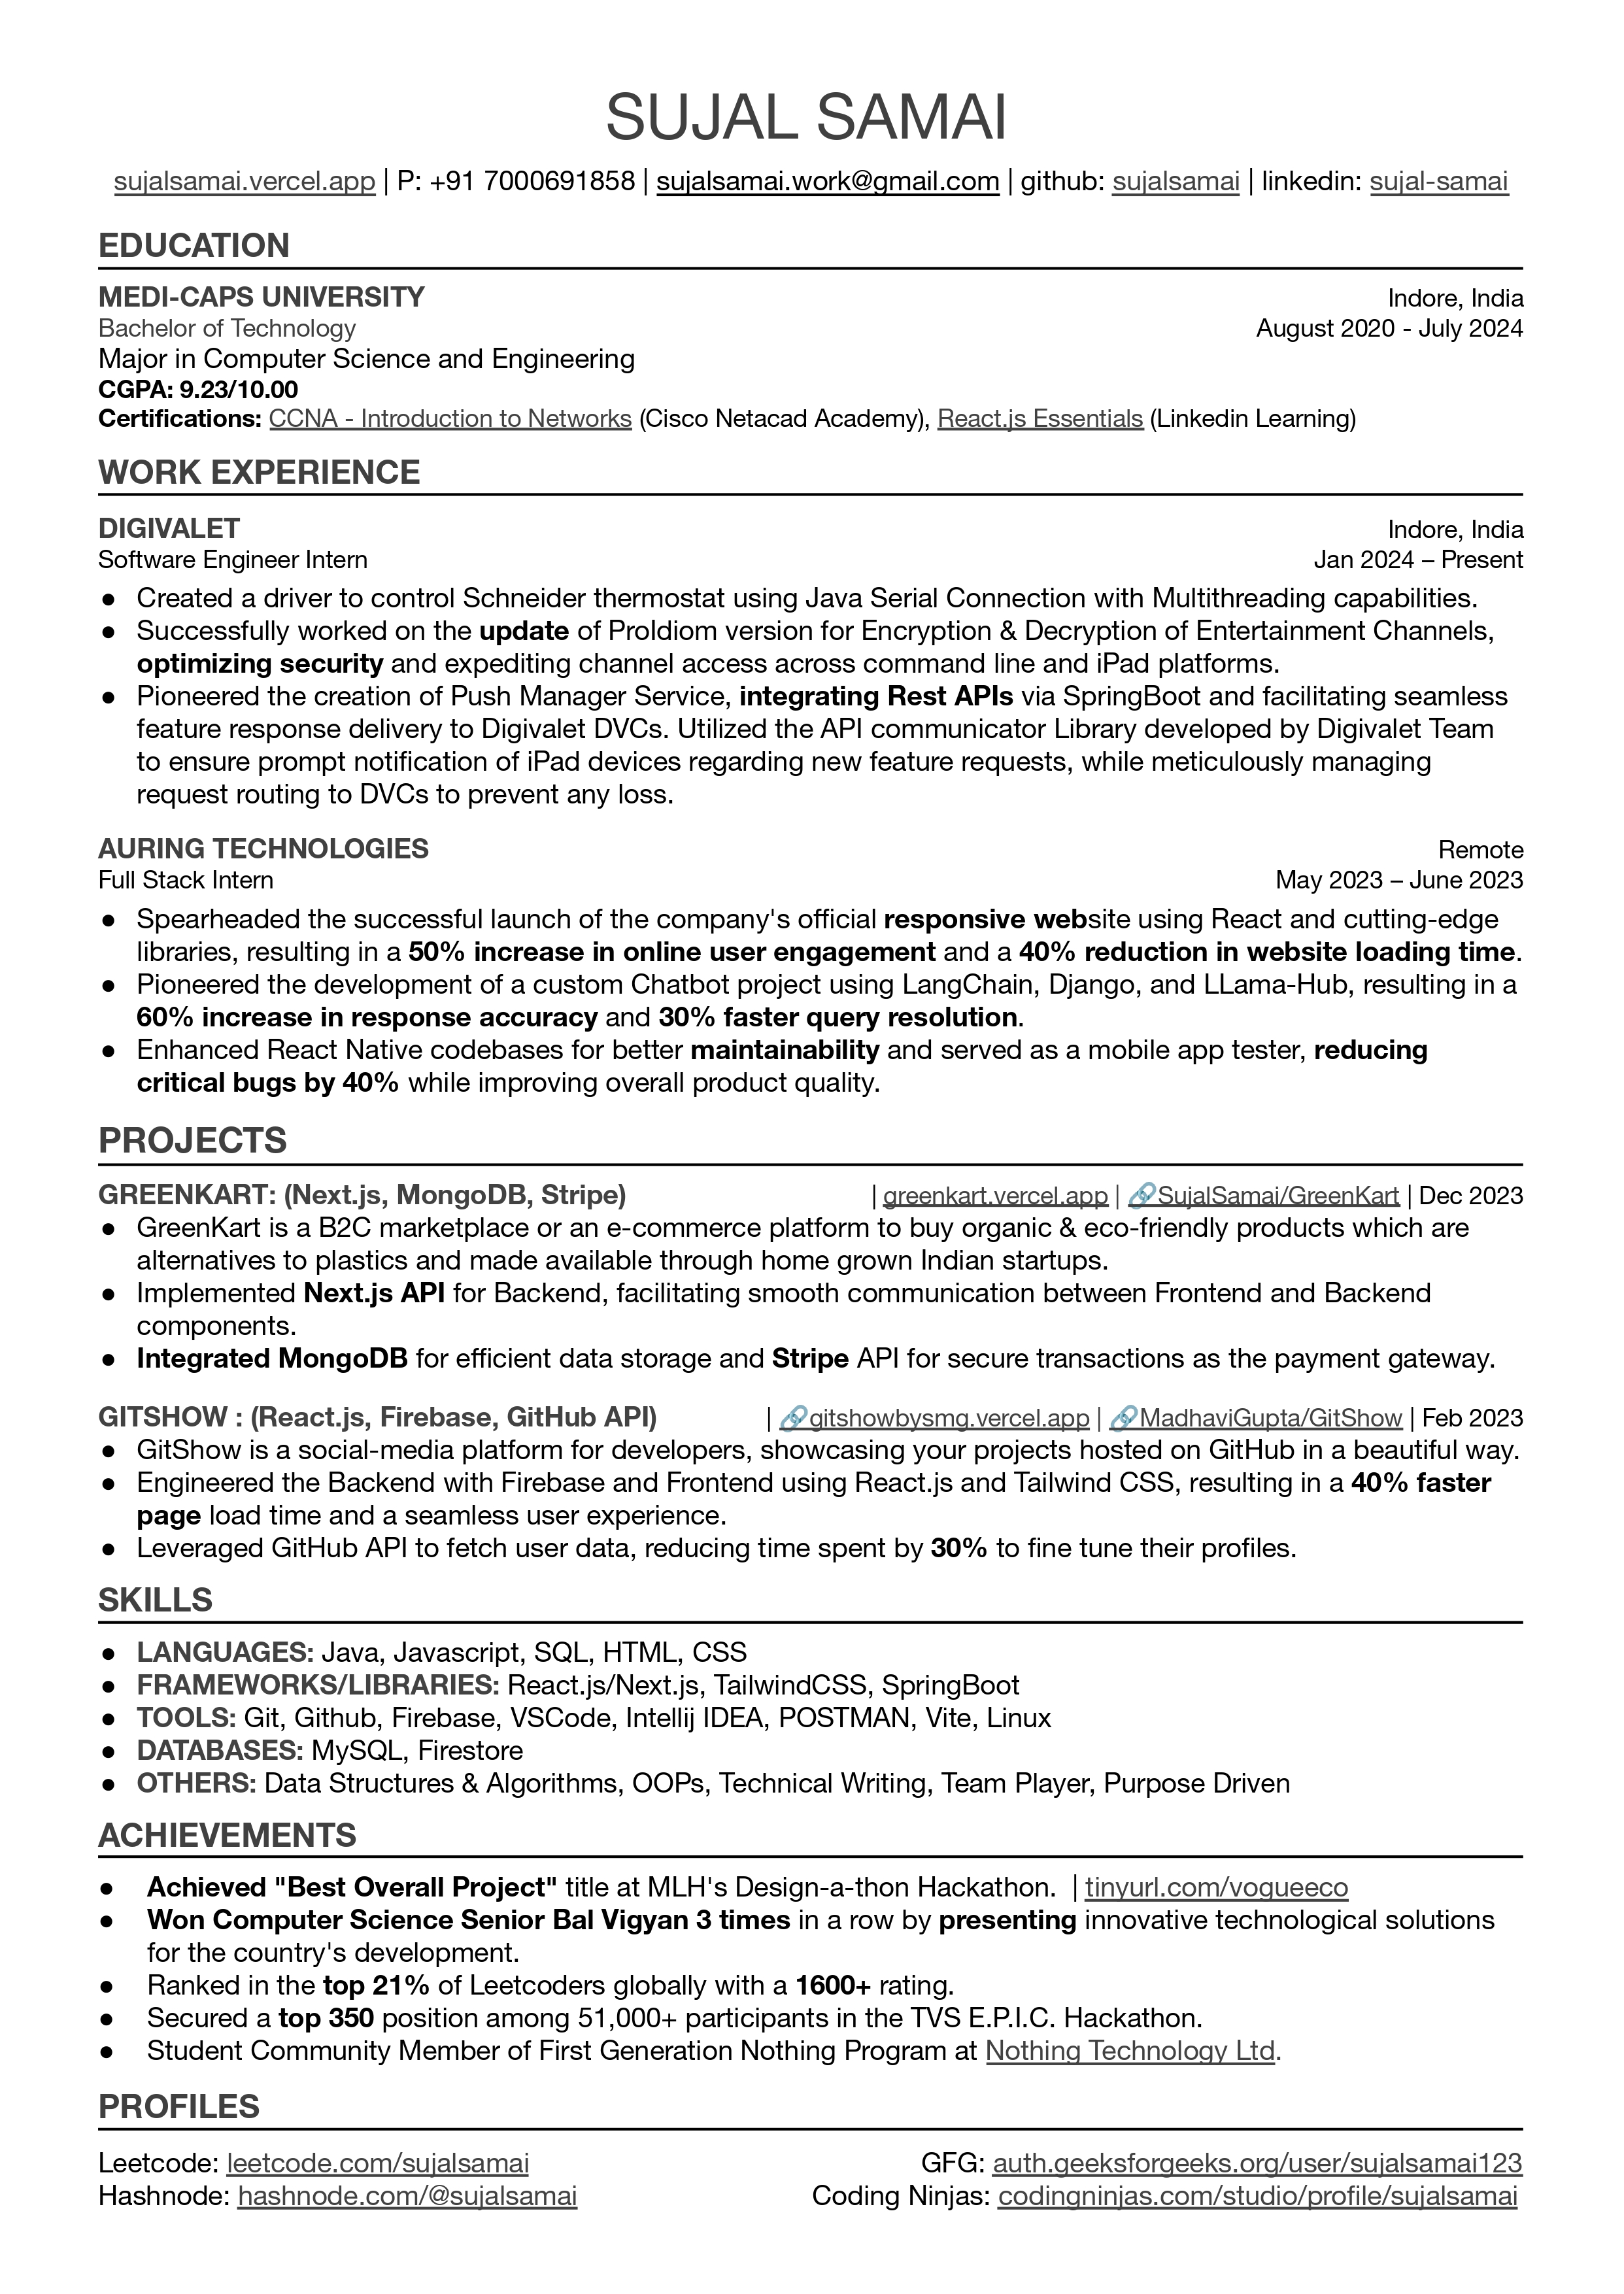 SUJAL SAMAI
sujalsamai.vercel.app | P: +91 7000691858 | sujalsamai.work@gmail.com | github: sujalsamai | linkedin: sujal-samai
EDUCATION
MEDI-CAPS UNIVERSITY Indore, India
Bachelor of Technology August 2020 - July 2024
Major in Computer Science and Engineering
CGPA: 9.23/10.00
Certifications: CCNA - Introduction to Networks (Cisco Netacad Academy), React.js Essentials (Linkedin Learning)
WORK EXPERIENCE
DIGIVALET Indore, India
Software Engineer Intern Jan 2024 – Present
● Created a driver to control Schneider thermostat using Java Serial Connection with Multithreading capabilities.
● Successfully worked on the update of ProIdiom version for Encryption & Decryption of Entertainment Channels,
optimizing security and expediting channel access across command line and iPad platforms.
● Pioneered the creation of Push Manager Service, integrating Rest APIs via SpringBoot and facilitating seamless
feature response delivery to Digivalet DVCs. Utilized the API communicator Library developed by Digivalet Team
to ensure prompt notification of iPad devices regarding new feature requests, while meticulously managing
request routing to DVCs to prevent any loss.
AURING TECHNOLOGIES Remote
Full Stack Intern May 2023 – June 2023
● Spearheaded the successful launch of the company's official responsive website using React and cutting-edge
libraries, resulting in a 50% increase in online user engagement and a 40% reduction in website loading time.
● Pioneered the development of a custom Chatbot project using LangChain, Django, and LLama-Hub, resulting in a
60% increase in response accuracy and 30% faster query resolution.
● Enhanced React Native codebases for better maintainability and served as a mobile app tester, reducing
critical bugs by 40% while improving overall product quality.
PROJECTS
GREENKART: (Next.js, MongoDB, Stripe) | greenkart.vercel.app | 🔗SujalSamai/GreenKart | Dec 2023
● GreenKart is a B2C marketplace or an e-commerce platform to buy organic & eco-friendly products which are
alternatives to plastics and made available through home grown Indian startups.
● Implemented Next.js API for Backend, facilitating smooth communication between Frontend and Backend
components.
● Integrated MongoDB for efficient data storage and Stripe API for secure transactions as the payment gateway.
GITSHOW : (React.js, Firebase, GitHub API) | 🔗gitshowbysmg.vercel.app | 🔗MadhaviGupta/GitShow | Feb 2023
● GitShow is a social-media platform for developers, showcasing your projects hosted on GitHub in a beautiful way.
● Engineered the Backend with Firebase and Frontend using React.js and Tailwind CSS, resulting in a 40% faster
page load time and a seamless user experience.
● Leveraged GitHub API to fetch user data, reducing time spent by 30% to fine tune their profiles.
SKILLS
● LANGUAGES: Java, Javascript, SQL, HTML, CSS
● FRAMEWORKS/LIBRARIES: React.js/Next.js, TailwindCSS, SpringBoot
● TOOLS: Git, Github, Firebase, VSCode, Intellij IDEA, POSTMAN, Vite, Linux
● DATABASES: MySQL, Firestore
● OTHERS: Data Structures & Algorithms, OOPs, Technical Writing, Team Player, Purpose Driven
ACHIEVEMENTS
● Achieved "Best Overall Project" title at MLH's Design-a-thon Hackathon. | tinyurl.com/vogueeco
● Won Computer Science Senior Bal Vigyan 3 times in a row by presenting innovative technological solutions
for the country's development.
● Ranked in the top 21% of Leetcoders globally with a 1600+ rating.
● Secured a top 350 position among 51,000+ participants in the TVS E.P.I.C. Hackathon.
● Student Community Member of First Generation Nothing Program at Nothing Technology Ltd.
PROFILES
Leetcode: leetcode.com/sujalsamai GFG: auth.geeksforgeeks.org/user/sujalsamai123
Hashnode: hashnode.com/@sujalsamai Coding Ninjas: codingninjas.com/studio/profile/sujalsamai